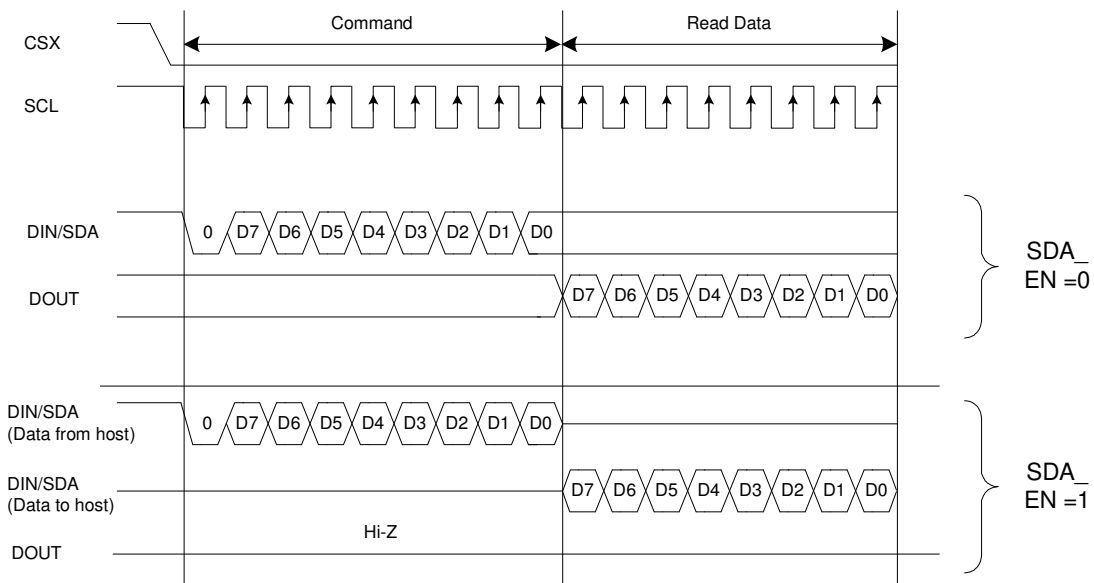 Command Read Data
CSX
SCL
DIN/SDA 0 D7 D6 D5 D4 D3 D2 D1 D0
SDA_
EN =0
DOUT D7 D6 D5 D4 D3 D2 D1 D0
DIN/SDA
(Data from host) 0 D7 D6 D5 D4 D3 D2 D1 D0
DIN/SDA
(Data to host) D7 D6 D5 D4 D3 D2 D1 D0
SDA_
EN =1
Hi-Z
DOUT